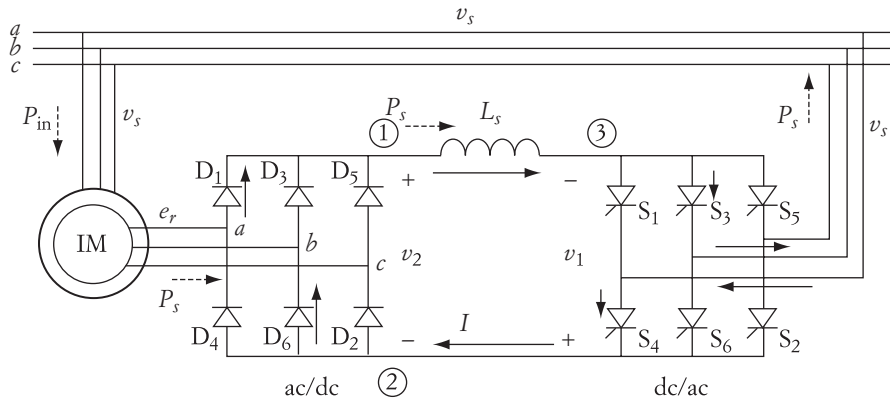 v_s
a
b
c
P_in
v_s
P_s
L_s
P_s
v_s
1
3
D_1
D_3
D_5
+
−
S_1
S_3
S_5
e_r
a
IM
b
c
v_2
v_1
P_s
D_4
D_6
D_2
−
I
+
S_4
S_6
S_2
ac/dc
2
dc/ac